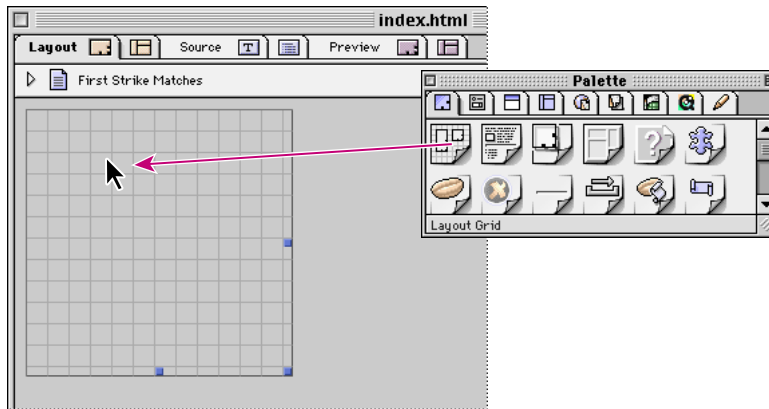 index.html
Layout
Source
T
Preview
First Strike Matches
Palette
?
Layout Grid